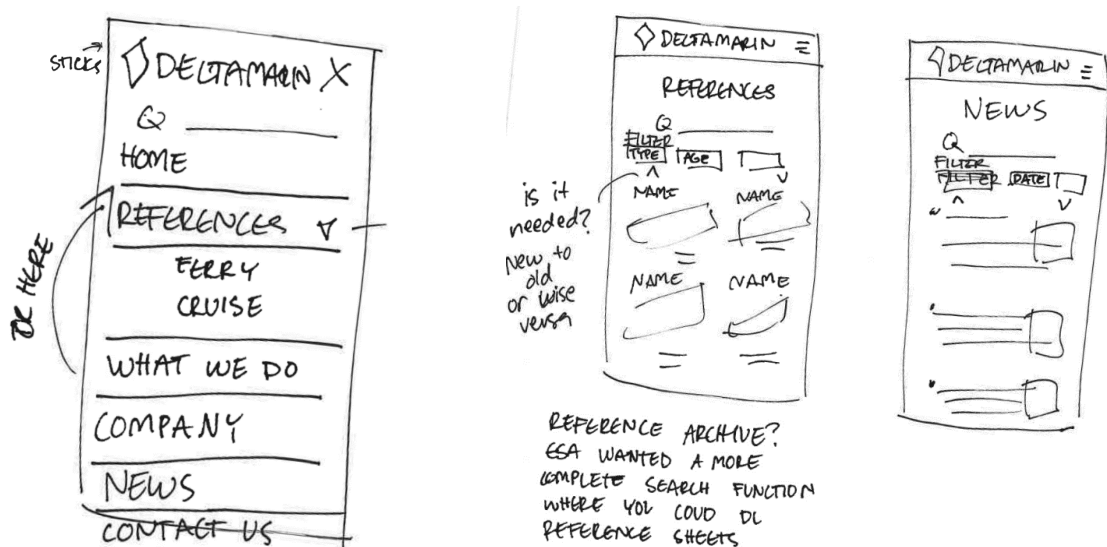 STICKS
DELTAMARIN X
HOME
REFERENCES
FERRY
CRUISE
OR HERE
WHAT WE DO
COMPANY
NEWS
CONTACT US
DELTAMARIN
REFERENCES
FILTER
TYPE AGE
NAME NAME
NAME NAME
is it
needed?
New to
old
or wise
versa
REFERENCE ARCHIVE?
ESA WANTED A MORE
COMPLETE SEARCH FUNCTION
WHERE YOU COUD DL
REFERENCE SHEETS
DELTAMARIN
NEWS
FILTER
FILTER DATE